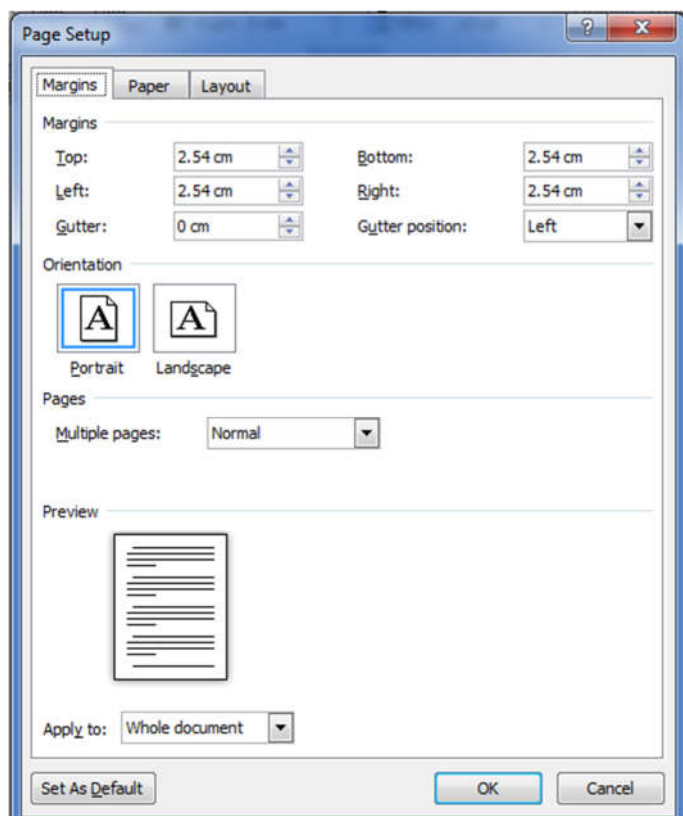 Page Setup
Margins Paper Layout
Margins
Top: 2.54 cm Bottom: 2.54 cm
Left: 2.54 cm Right: 2.54 cm
Gutter: 0 cm Gutter position: Left
Orientation
A A
Portrait Landscape
Pages
Multiple pages: Normal
Preview
Apply to: Whole document
Set As Default OK Cancel